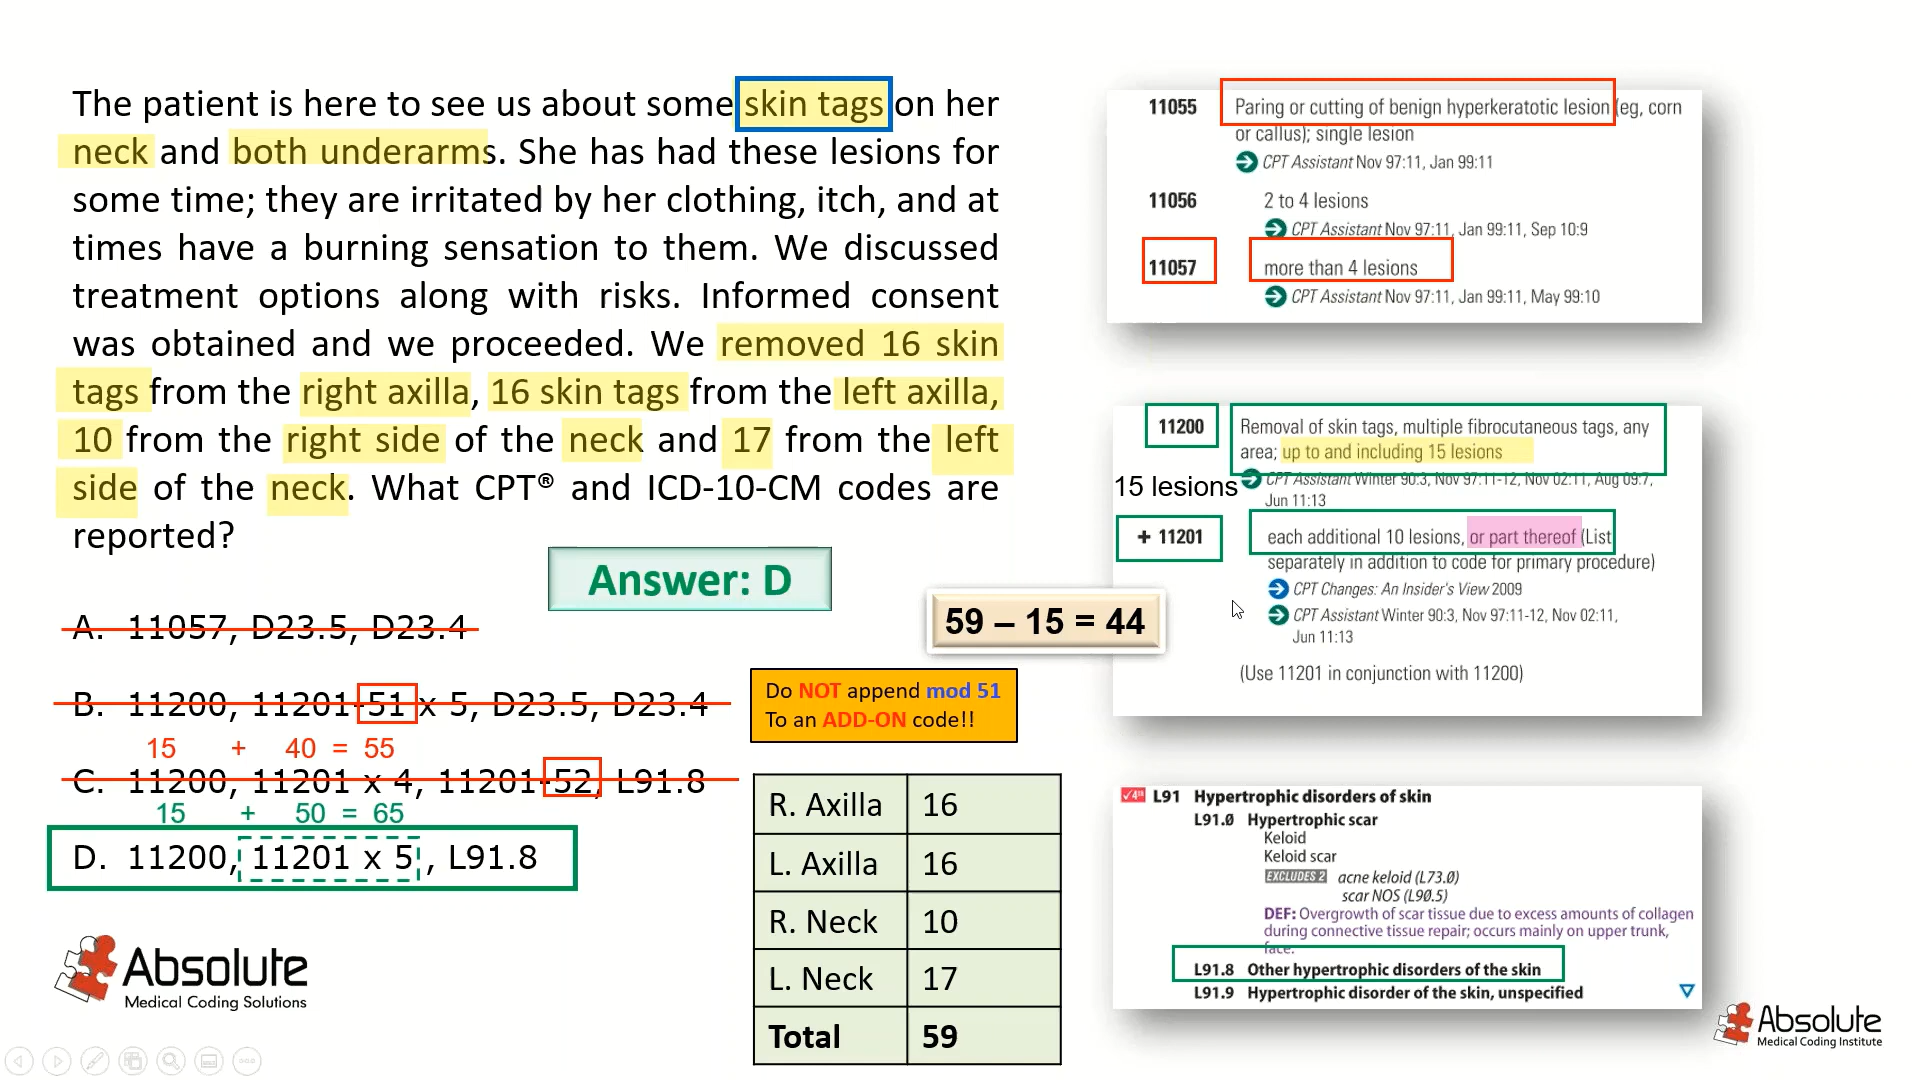 The patient is here to see us about some skin tags on her
neck and both underarms. She has had these lesions for
some time; they are irritated by her clothing, itch, and at
times have a burning sensation to them. We discussed
treatment options along with risks. Informed consent
was obtained and we proceeded. We removed 16 skin
tags from the right axilla, 16 skin tags from the left axilla,
10 from the right side of the neck and 17 from the left
side of the neck. What CPT® and ICD-10-CM codes are
reported?
Answer: D
A. 11057, D23.5, D23.4
B. 11200, 11201-51 x 5, D23.5, D23.4
15 + 40 = 55
C. 11200, 11201 x 4, 11201-52, L91.8
15 + 50 = 65
D. 11200, 11201 x 5, L91.8
Absolute
Medical Coding Solutions
59 – 15 = 44
Do NOT append mod 51
To an ADD-ON code!!
R. Axilla 16
L. Axilla 16
R. Neck 10
L. Neck 17
Total 59
11055 Paring or cutting of benign hyperkeratotic lesion (eg, corn
or callus); single lesion
CPT Assistant Nov 97:11, Jan 99:11
11056 2 to 4 lesions
CPT Assistant Nov 97:11, Jan 99:11, Sep 10:9
11057 more than 4 lesions
CPT Assistant Nov 97:11, Jan 99:11, May 99:10
11200 Removal of skin tags, multiple fibrocutaneous tags, any
area; up to and including 15 lesions
15 lesions
CPT Assistant Winter 90:3, Nov 97:11-12, Nov 02:11, Aug 09:7,
Jun 11:13
+ 11201 each additional 10 lesions, or part thereof (List
separately in addition to code for primary procedure)
CPT Changes: An Insider's View 2009
CPT Assistant Winter 90:3, Nov 97:11-12, Nov 02:11,
Jun 11:13
(Use 11201 in conjunction with 11200)
✓4th L91 Hypertrophic disorders of skin
L91.0 Hypertrophic scar
Keloid
Keloid scar
EXCLUDES 2 acne keloid (L73.0)
scar NOS (L90.5)
DEF: Overgrowth of scar tissue due to excess amounts of collagen
during connective tissue repair; occurs mainly on upper trunk,
face.
L91.8 Other hypertrophic disorders of the skin
L91.9 Hypertrophic disorder of the skin, unspecified
Absolute
Medical Coding Institute